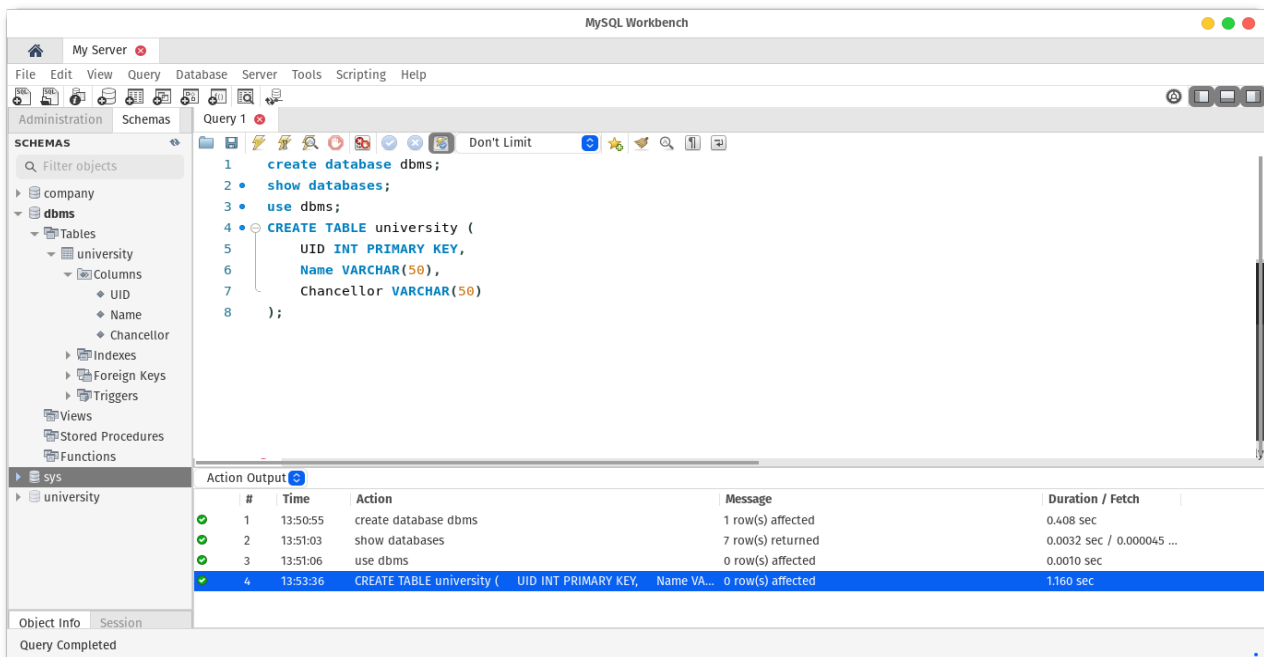 MySQL Workbench
My Server
File Edit View Query Database Server Tools Scripting Help
Administration Schemas
Query 1
SCHEMAS
Don't Limit
Filter objects
company
dbms
Tables
university
Columns
UID
Name
Chancellor
Indexes
Foreign Keys
Triggers
Views
Stored Procedures
Functions
sys
university
1 create database dbms;
2 show databases;
3 use dbms;
4 CREATE TABLE university (
5 UID INT PRIMARY KEY,
6 Name VARCHAR(50),
7 Chancellor VARCHAR(50)
8 );
Action Output
# Time Action Message Duration / Fetch
1 13:50:55 create database dbms 1 row(s) affected 0.408 sec
2 13:51:03 show databases 7 row(s) returned 0.0032 sec / 0.000045 ...
3 13:51:06 use dbms 0 row(s) affected 0.0010 sec
4 13:53:36 CREATE TABLE university ( UID INT PRIMARY KEY, Name VA... 0 row(s) affected 1.160 sec
Object Info Session
Query Completed